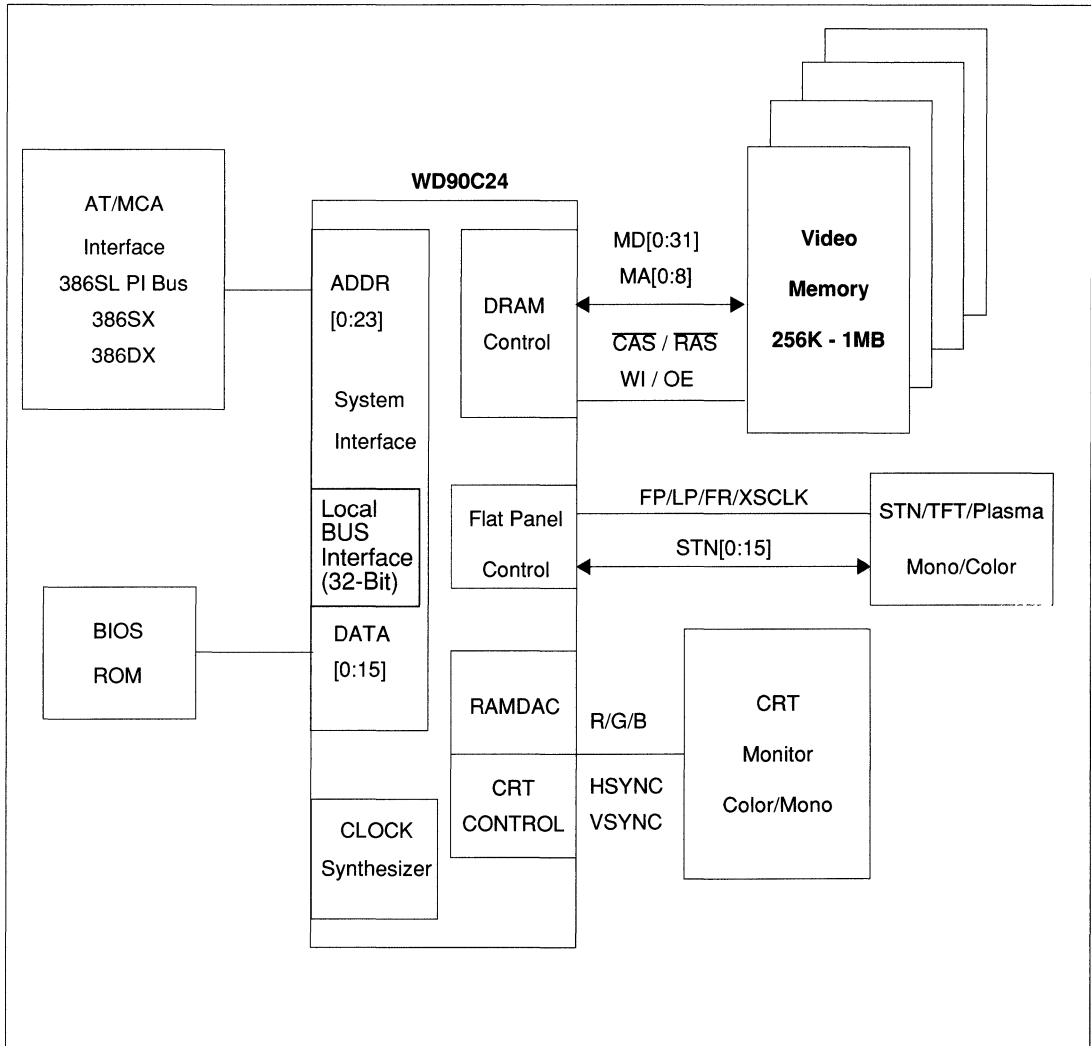 AT/MCA
Interface
386SL PI Bus
386SX
386DX
BIOS
ROM
WD90C24
ADDR
[0:23]
System
Interface
Local
BUS
Interface
(32-Bit)
DATA
[0:15]
CLOCK
Synthesizer
DRAM
Control
Flat Panel
Control
RAMDAC
CRT
CONTROL
MD[0:31]
MA[0:8]
C̅A̅S̅ / R̅A̅S̅
WI / OE
FP/LP/FR/XSCLK
STN[0:15]
R/G/B
HSYNC
VSYNC
Video
Memory
256K - 1MB
STN/TFT/Plasma
Mono/Color
CRT
Monitor
Color/Mono